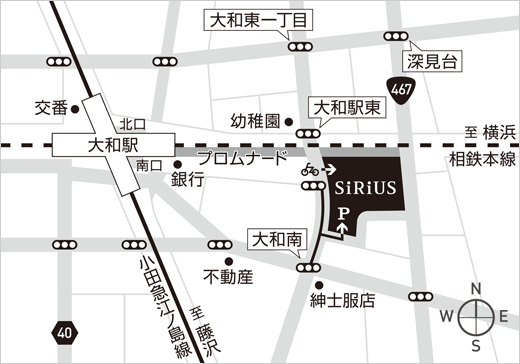 大和東一丁目
深見台
467
交番
北口
幼稚園
大和駅東
至 横浜
大和駅
プロムナード
相鉄本線
南口
銀行
SiRiUS
P
大和南
不動産
小田急江ノ島線
至 藤沢
紳士服店
40
N
W E
S